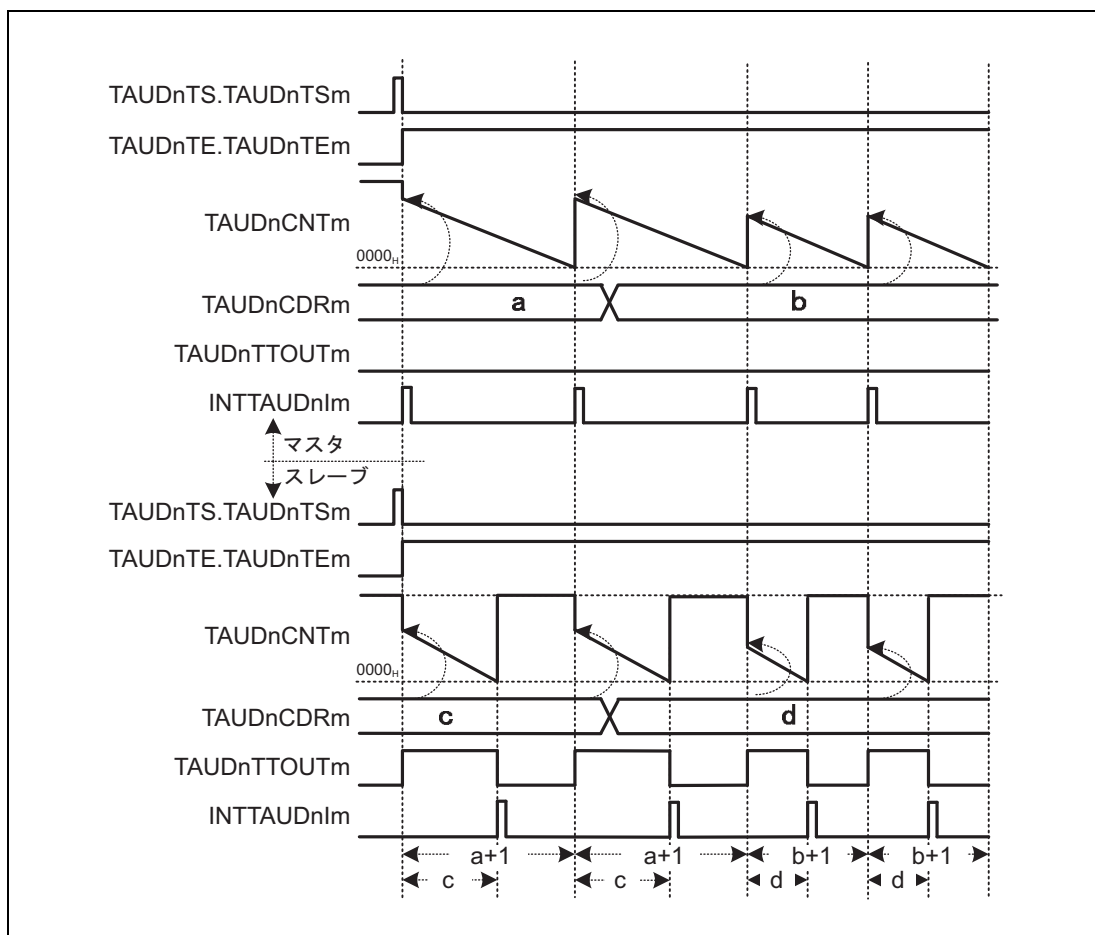 TAUDnTS.TAUDnTSm
TAUDnTE.TAUDnTEm
TAUDnCNTm
0000H
TAUDnCDRm
a
b
TAUDnTTOUTm
INTTAUDnIm
マスタ
スレーブ
TAUDnTS.TAUDnTSm
TAUDnTE.TAUDnTEm
TAUDnCNTm
0000H
TAUDnCDRm
c
d
TAUDnTTOUTm
INTTAUDnIm
a+1 a+1 b+1 b+1
c c d d